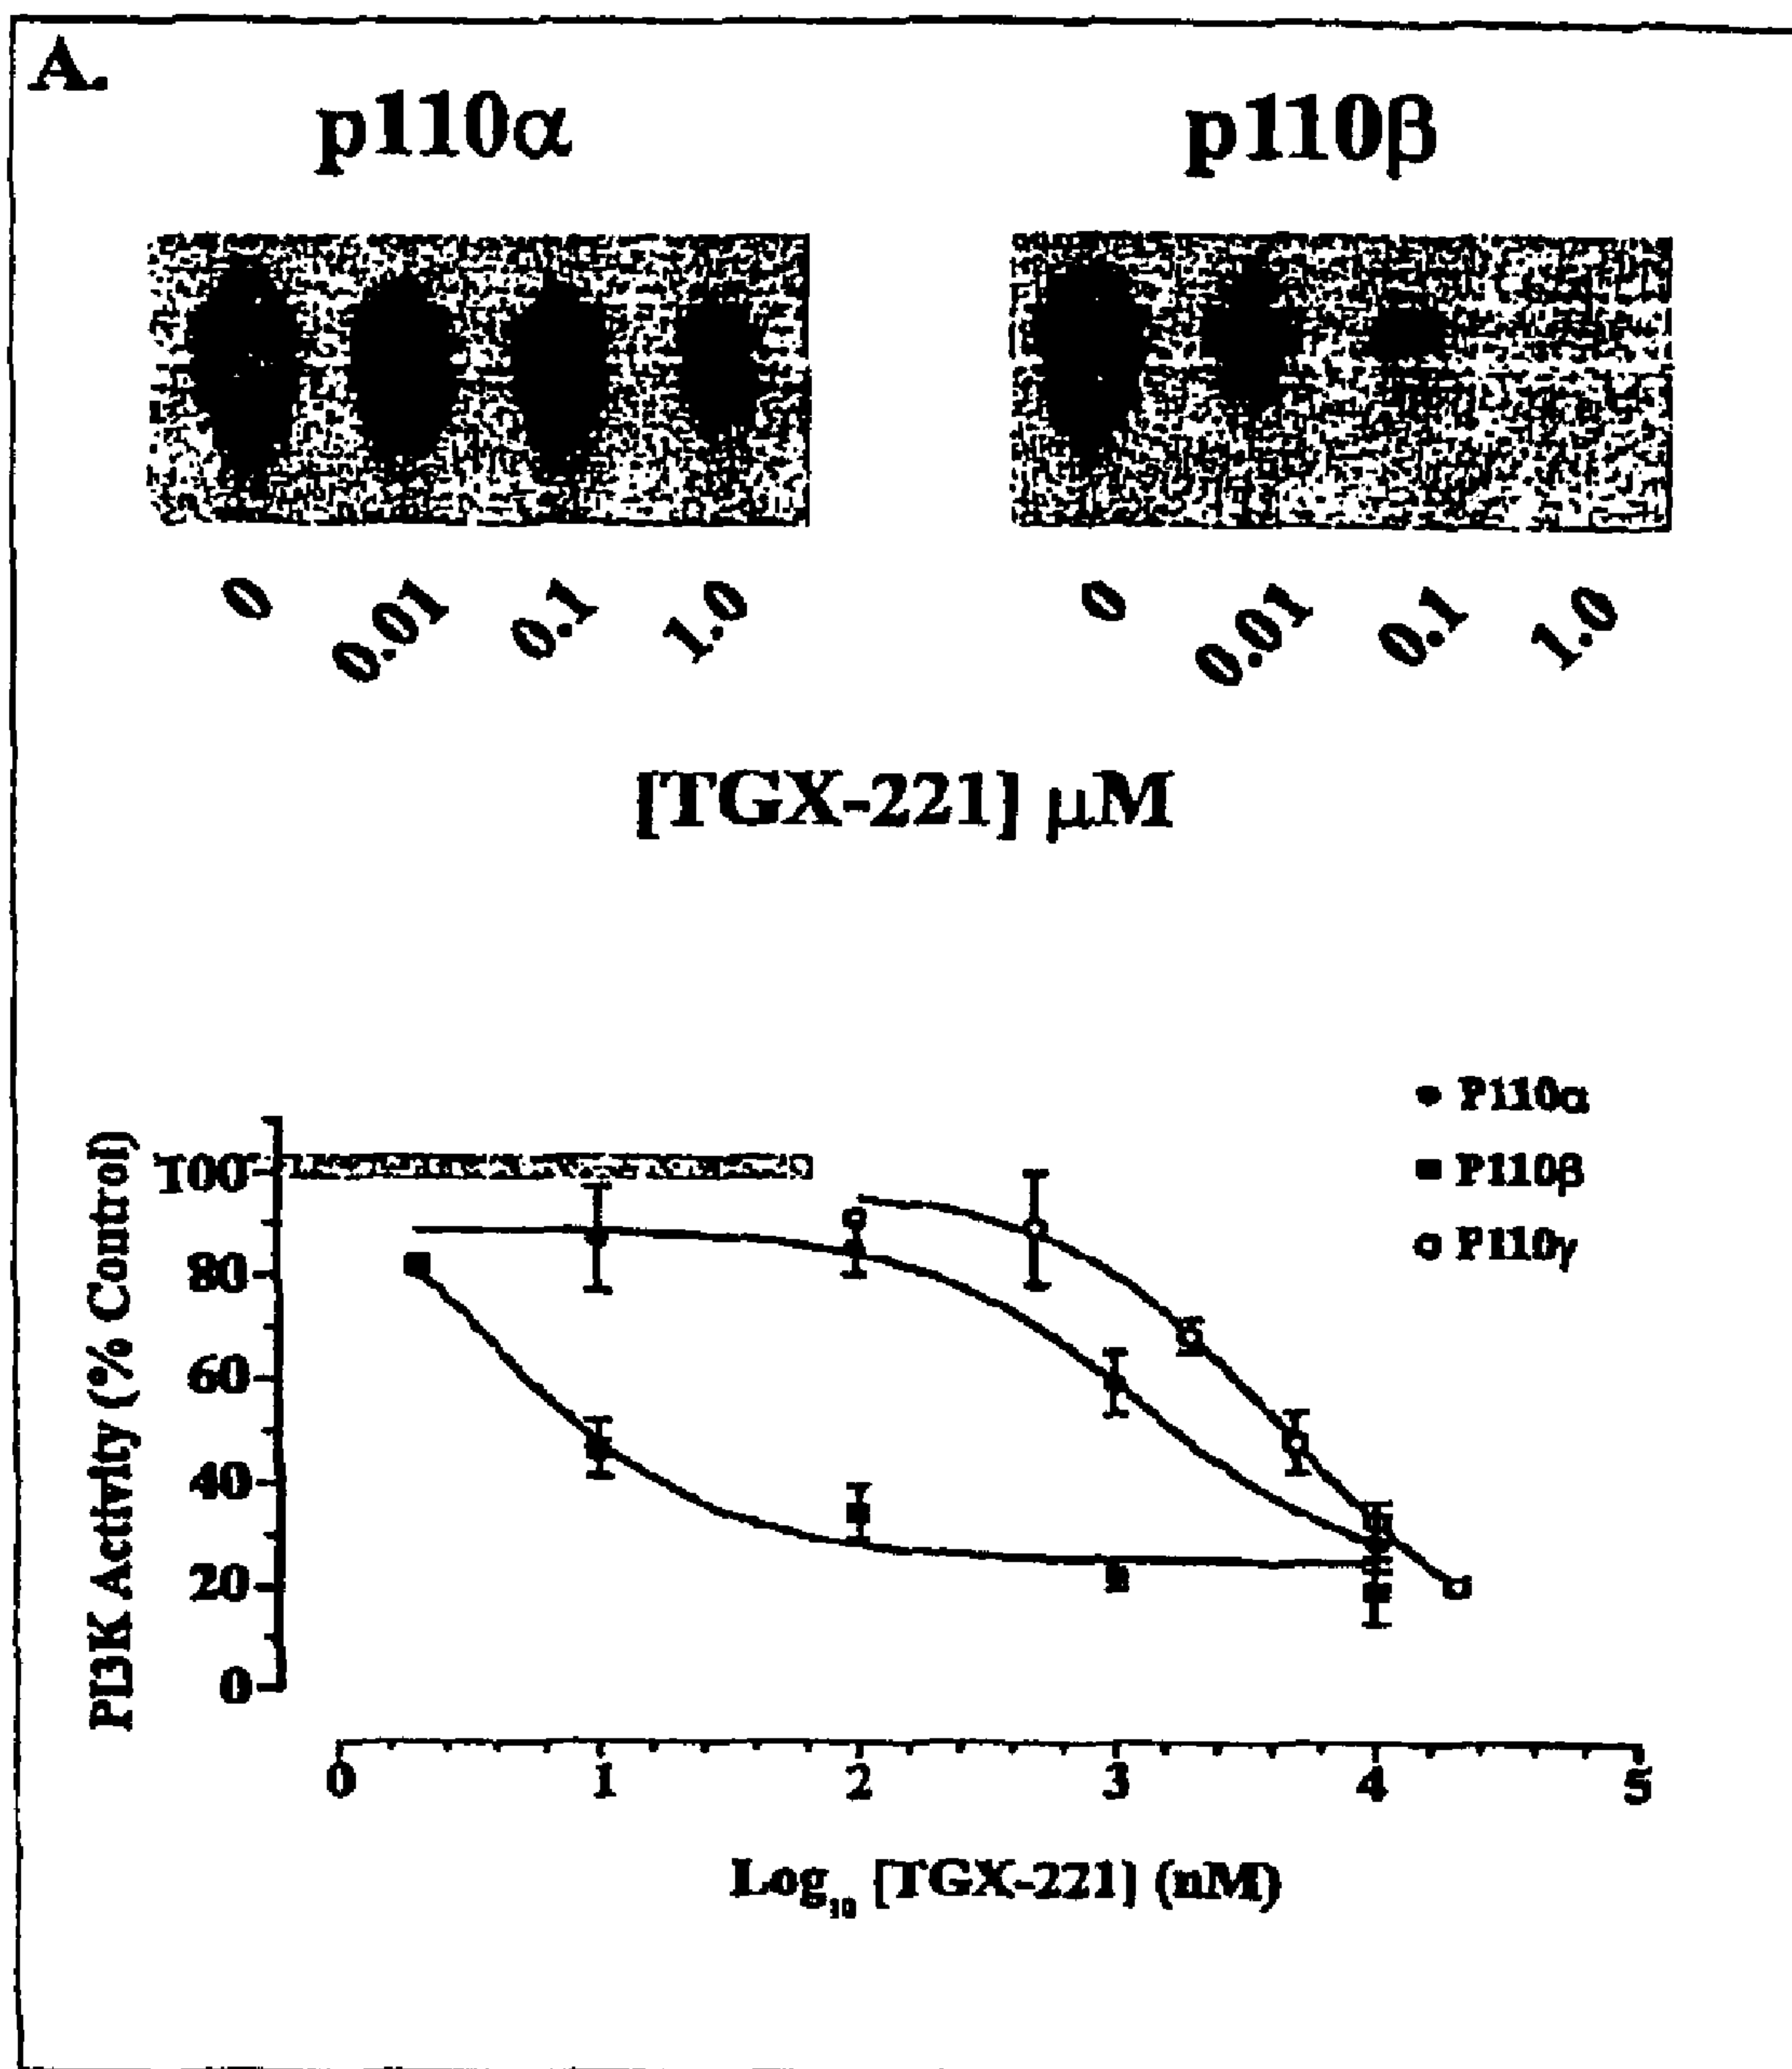 A.
p110α
p110β
0 0.01 0.1 1.0
0 0.01 0.1 1.0
[TGX-221] μM
P110α
P110β
P110γ
PI3K Activity (% Control)
100
80
60
40
20
0
0 1 2 3 4 5
Log₁₀ [TGX-221] (nM)